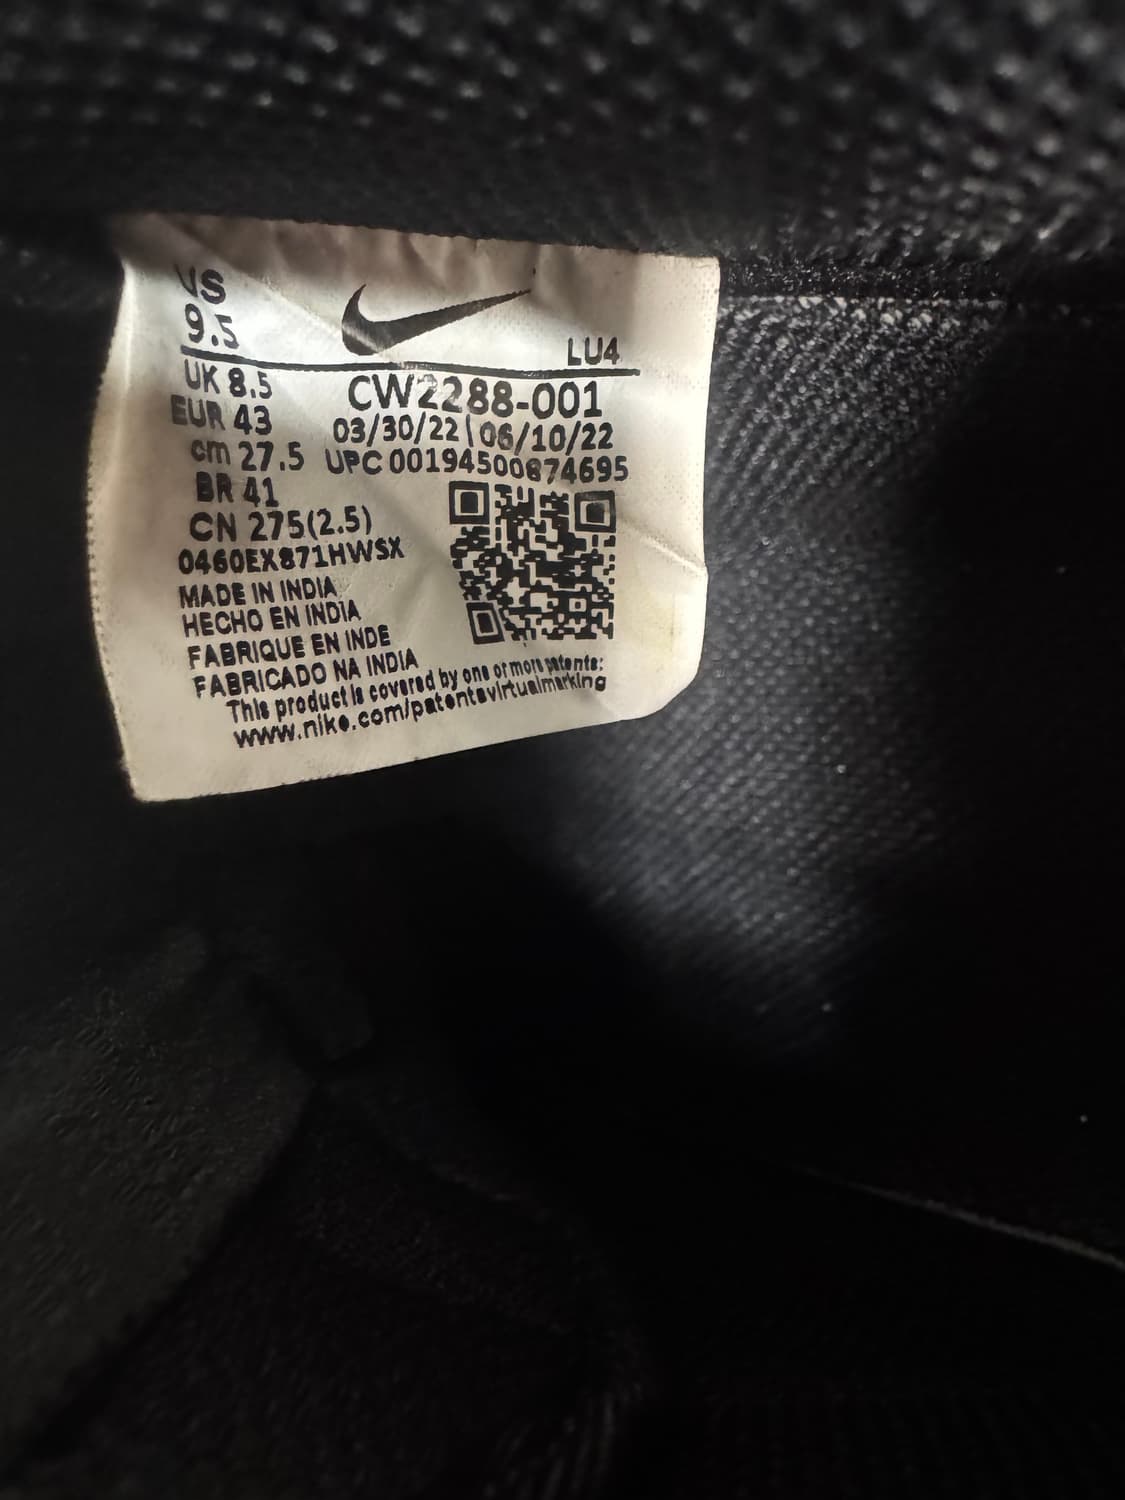 US
9.5
LU4
UK 8.5
CW2288-001
EUR 43
03/30/22 | 06/10/22
cm 27.5
UPC 00194500874695
BR 41
CN 275(2.5)
0460EX871HWSX
MADE IN INDIA
HECHO EN INDIA
FABRIQUE EN INDE
FABRICADO NA INDIA
This product is covered by one or more patents:
www.nike.com/patentsvirtualmarking